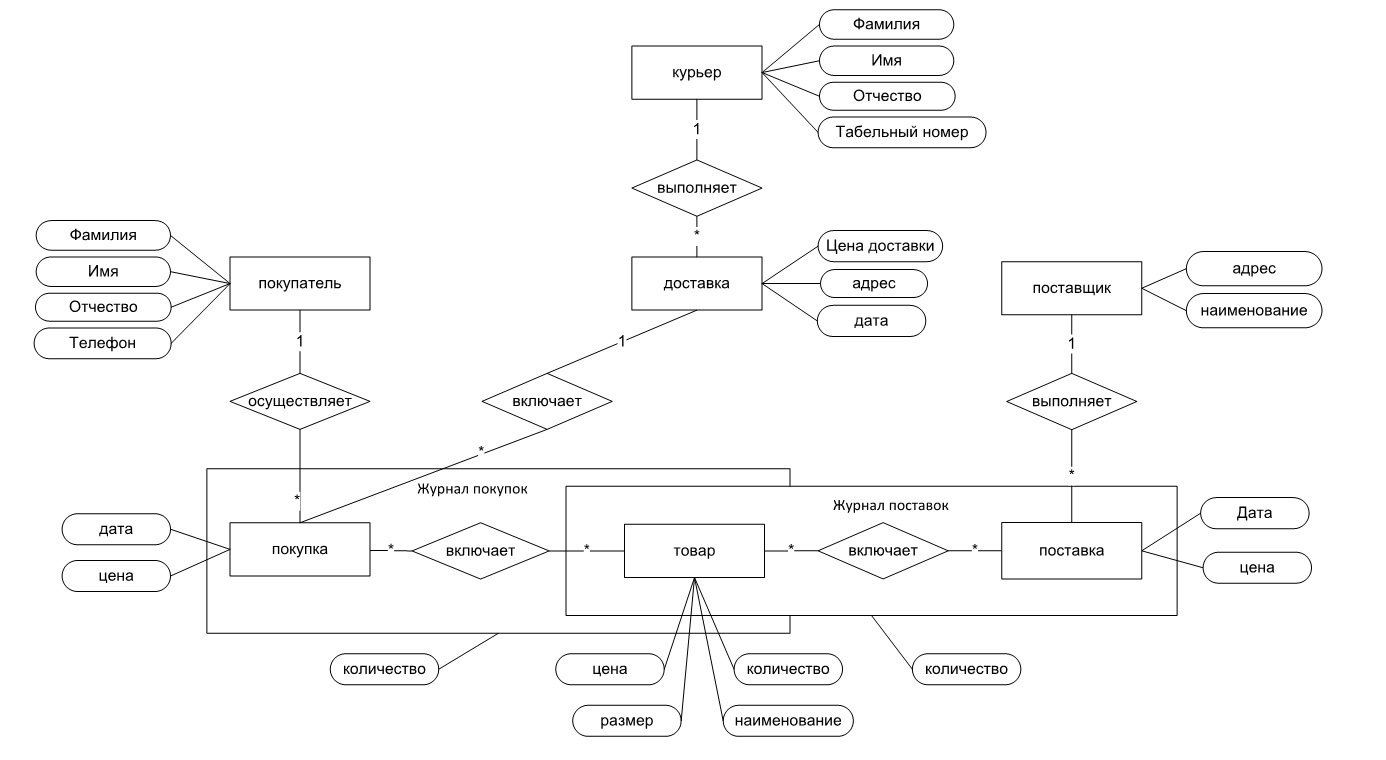 Фамилия
курьер
Имя
Отчество
Табельный номер
1
выполняет
*
Фамилия
Имя
Отчество
Телефон
покупатель
доставка
Цена доставки
адрес
дата
поставщик
адрес
наименование
1
1
1
осуществляет
включает
выполняет
*
*
*
Журнал покупок
Журнал поставок
дата
цена
покупка
*
включает
*
товар
*
включает
*
поставка
Дата
цена
количество
цена
количество
количество
размер
наименование